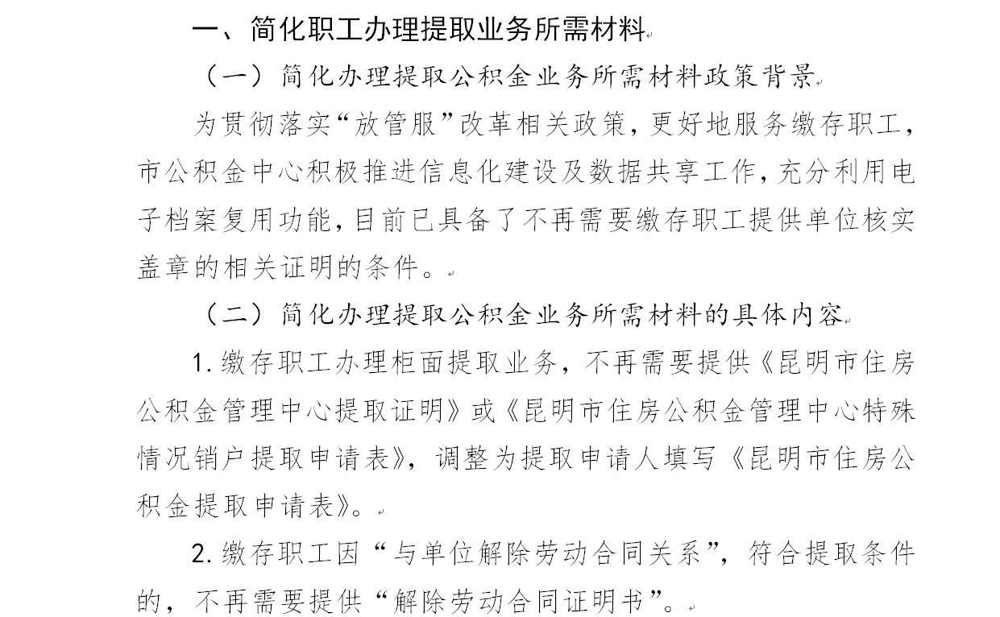 一、简化职工办理提取业务所需材料
（一）简化办理提取公积金业务所需材料政策背景
为贯彻落实“放管服”改革相关政策，更好地服务缴存职工，
市公积金中心积极推进信息化建设及数据共享工作，充分利用电
子档案复用功能，目前已具备了不再需要缴存职工提供单位核实
盖章的相关证明的条件。
（二）简化办理提取公积金业务所需材料的具体内容
1.缴存职工办理柜面提取业务，不再需要提供《昆明市住房
公积金管理中心提取证明》或《昆明市住房公积金管理中心特殊
情况销户提取申请表》，调整为提取申请人填写《昆明市住房公
积金提取申请表》。
2.缴存职工因“与单位解除劳动合同关系”，符合提取条件
的，不再需要提供“解除劳动合同证明书”。